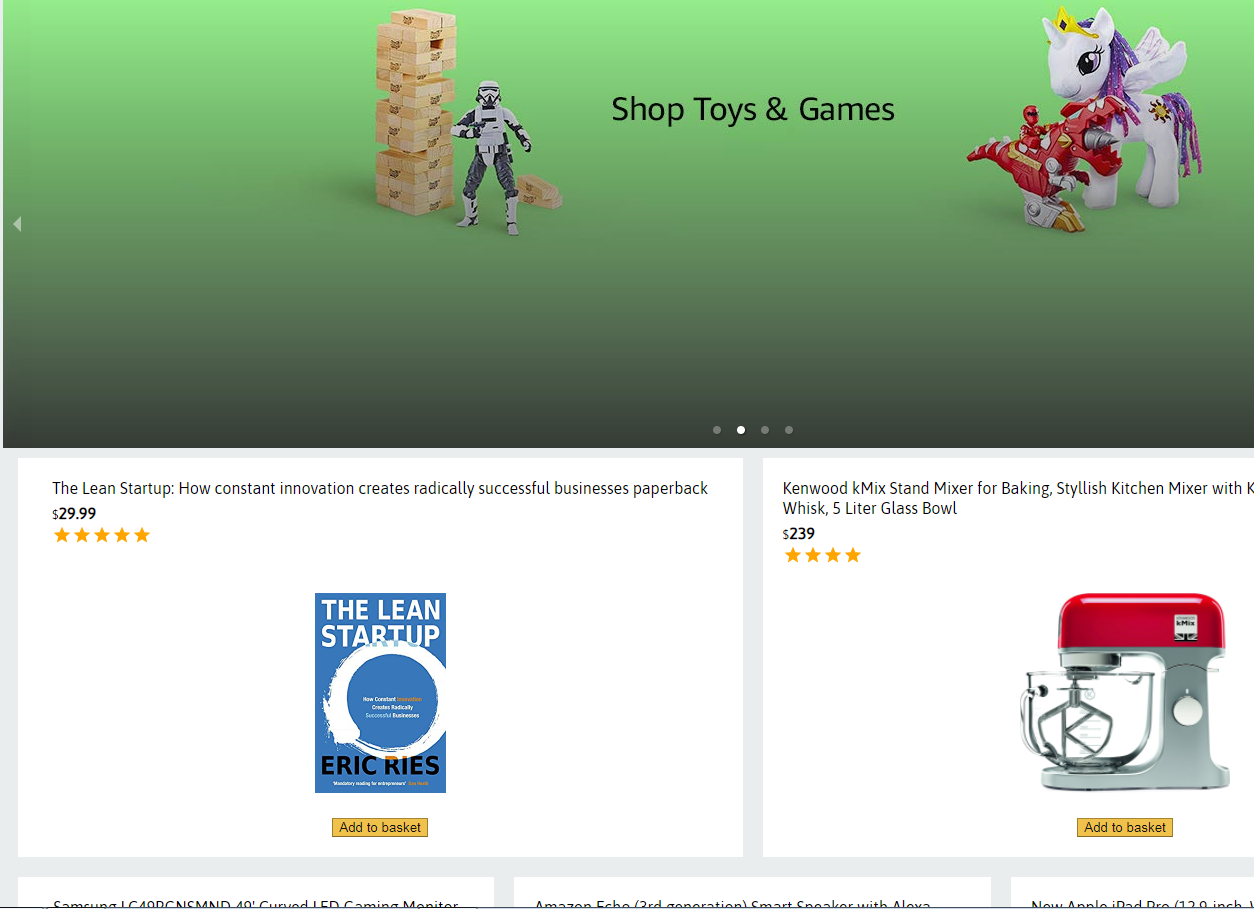 Shop Toys & Games
The Lean Startup: How constant innovation creates radically successful businesses paperback
$29.99
THE LEAN
STARTUP
How Constant Innovation
Creates Radically
Successful Businesses
ERIC RIES
'Mandatory reading for entrepreneurs'
Add to basket
Kenwood kMix Stand Mixer for Baking, Styllish Kitchen Mixer with K
Whisk, 5 Liter Glass Bowl
$239
kMix
K
Add to basket
Samsung LC49RGNSMND 49' Curved LED Gaming Monitor
Amazon Echo (3rd generation) Smart Speaker with Alexa,
New Apple iPad Pro (12.9-inch,